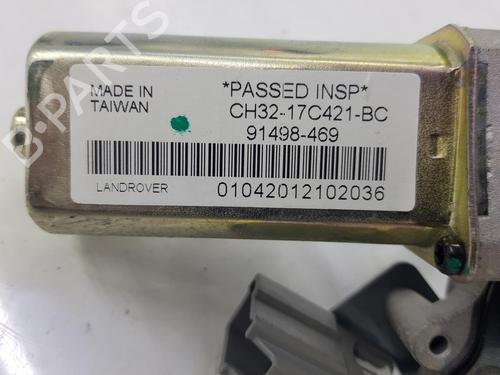 MADE IN
TAIWAN
*PASSED INSP*
CH32-17C421-BC
91498-469
LANDROVER
01042012102036
B-PARTS